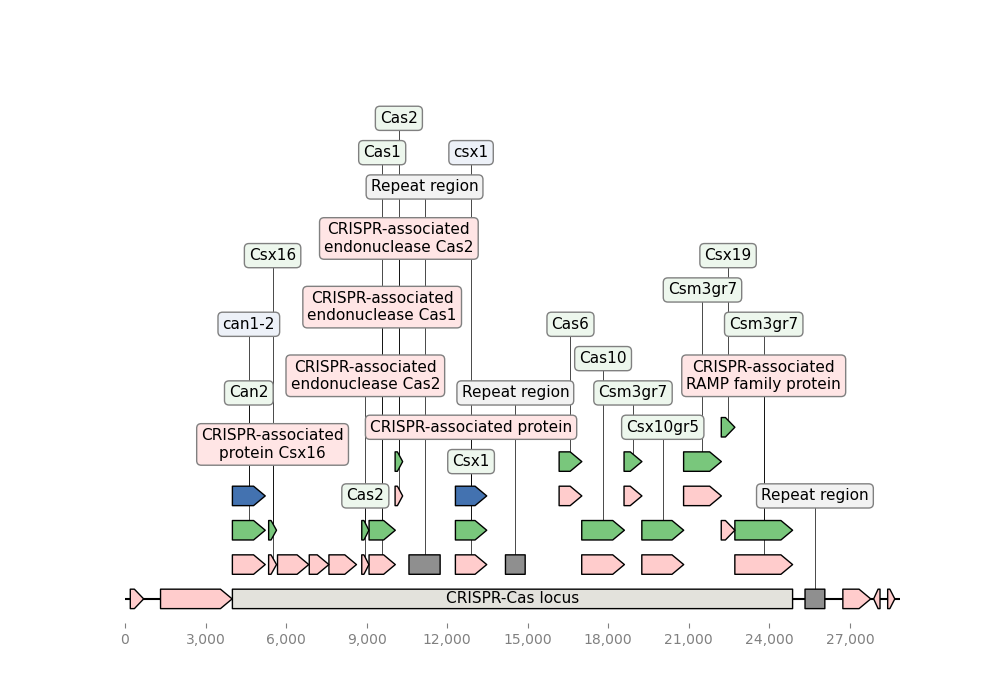 Cas2
Cas1
csx1
Repeat region
CRISPR-associated
endonuclease Cas2
Csx16
Csx19
Csm3gr7
CRISPR-associated
endonuclease Cas1
can1-2
Cas6
Csm3gr7
Cas10
CRISPR-associated
endonuclease Cas2
CRISPR-associated
RAMP family protein
Can2
Repeat region
Csm3gr7
CRISPR-associated
protein Csx16
CRISPR-associated protein
Csx10gr5
Csx1
Cas2
Repeat region
CRISPR-Cas locus
0
3,000
6,000
9,000
12,000
15,000
18,000
21,000
24,000
27,000